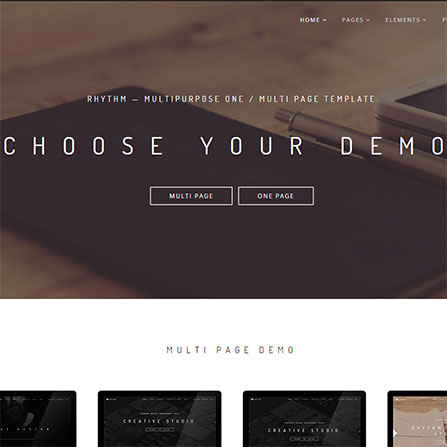 HOME PAGES ELEMENTS
RHYTHM — MULTIPURPOSE ONE / MULTI PAGE TEMPLATE
CHOOSE YOUR DEMO
MULTI PAGE ONE PAGE
MULTI PAGE DEMO
CREATIVE STUDIO CREATIVE STUDIO